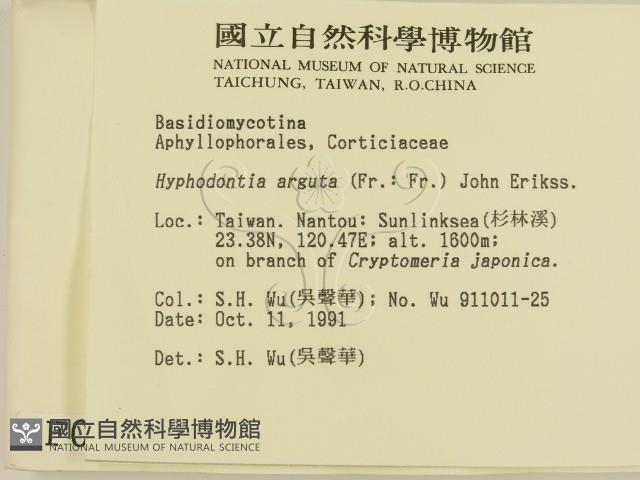 國立自然科學博物館
NATIONAL MUSEUM OF NATURAL SCIENCE
TAICHUNG, TAIWAN, R.O.CHINA
Basidiomycotina
Aphyllophorales, Corticiaceae
Hyphodontia arguta (Fr.: Fr.) John Erikss.
Loc.: Taiwan. Nantou: Sunlinksea(杉林溪)
23.38N, 120.47E; alt. 1600m;
on branch of Cryptomeria japonica.
Col.: S.H. Wu(吳聲華); No. Wu 911011-25
Date: Oct. 11, 1991
Det.: S.H. Wu(吳聲華)
國立自然科學博物館
NATIONAL MUSEUM OF NATURAL SCIENCE